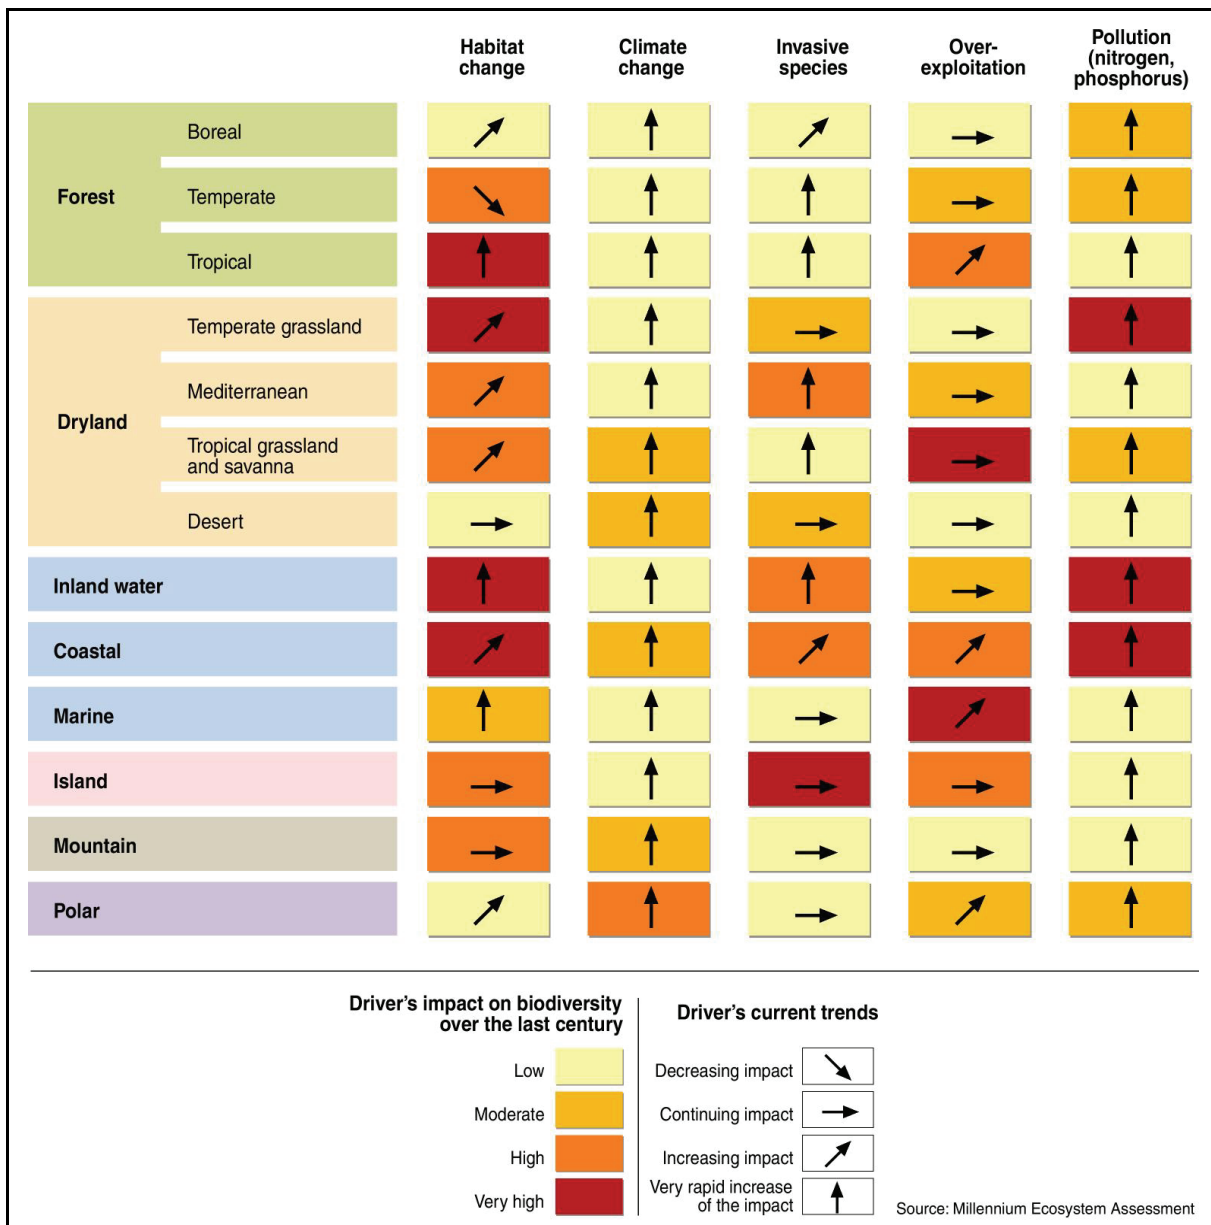 Habitat
change
Climate
change
Invasive
species
Over-
exploitation
Pollution
(nitrogen,
phosphorus)
Forest
Boreal
Temperate
Tropical
Dryland
Temperate grassland
Mediterranean
Tropical grassland
and savanna
Desert
Inland water
Coastal
Marine
Island
Mountain
Polar
Driver's impact on biodiversity
over the last century
Low
Moderate
High
Very high
Driver's current trends
Decreasing impact
Continuing impact
Increasing impact
Very rapid increase
of the impact
Source: Millennium Ecosystem Assessment